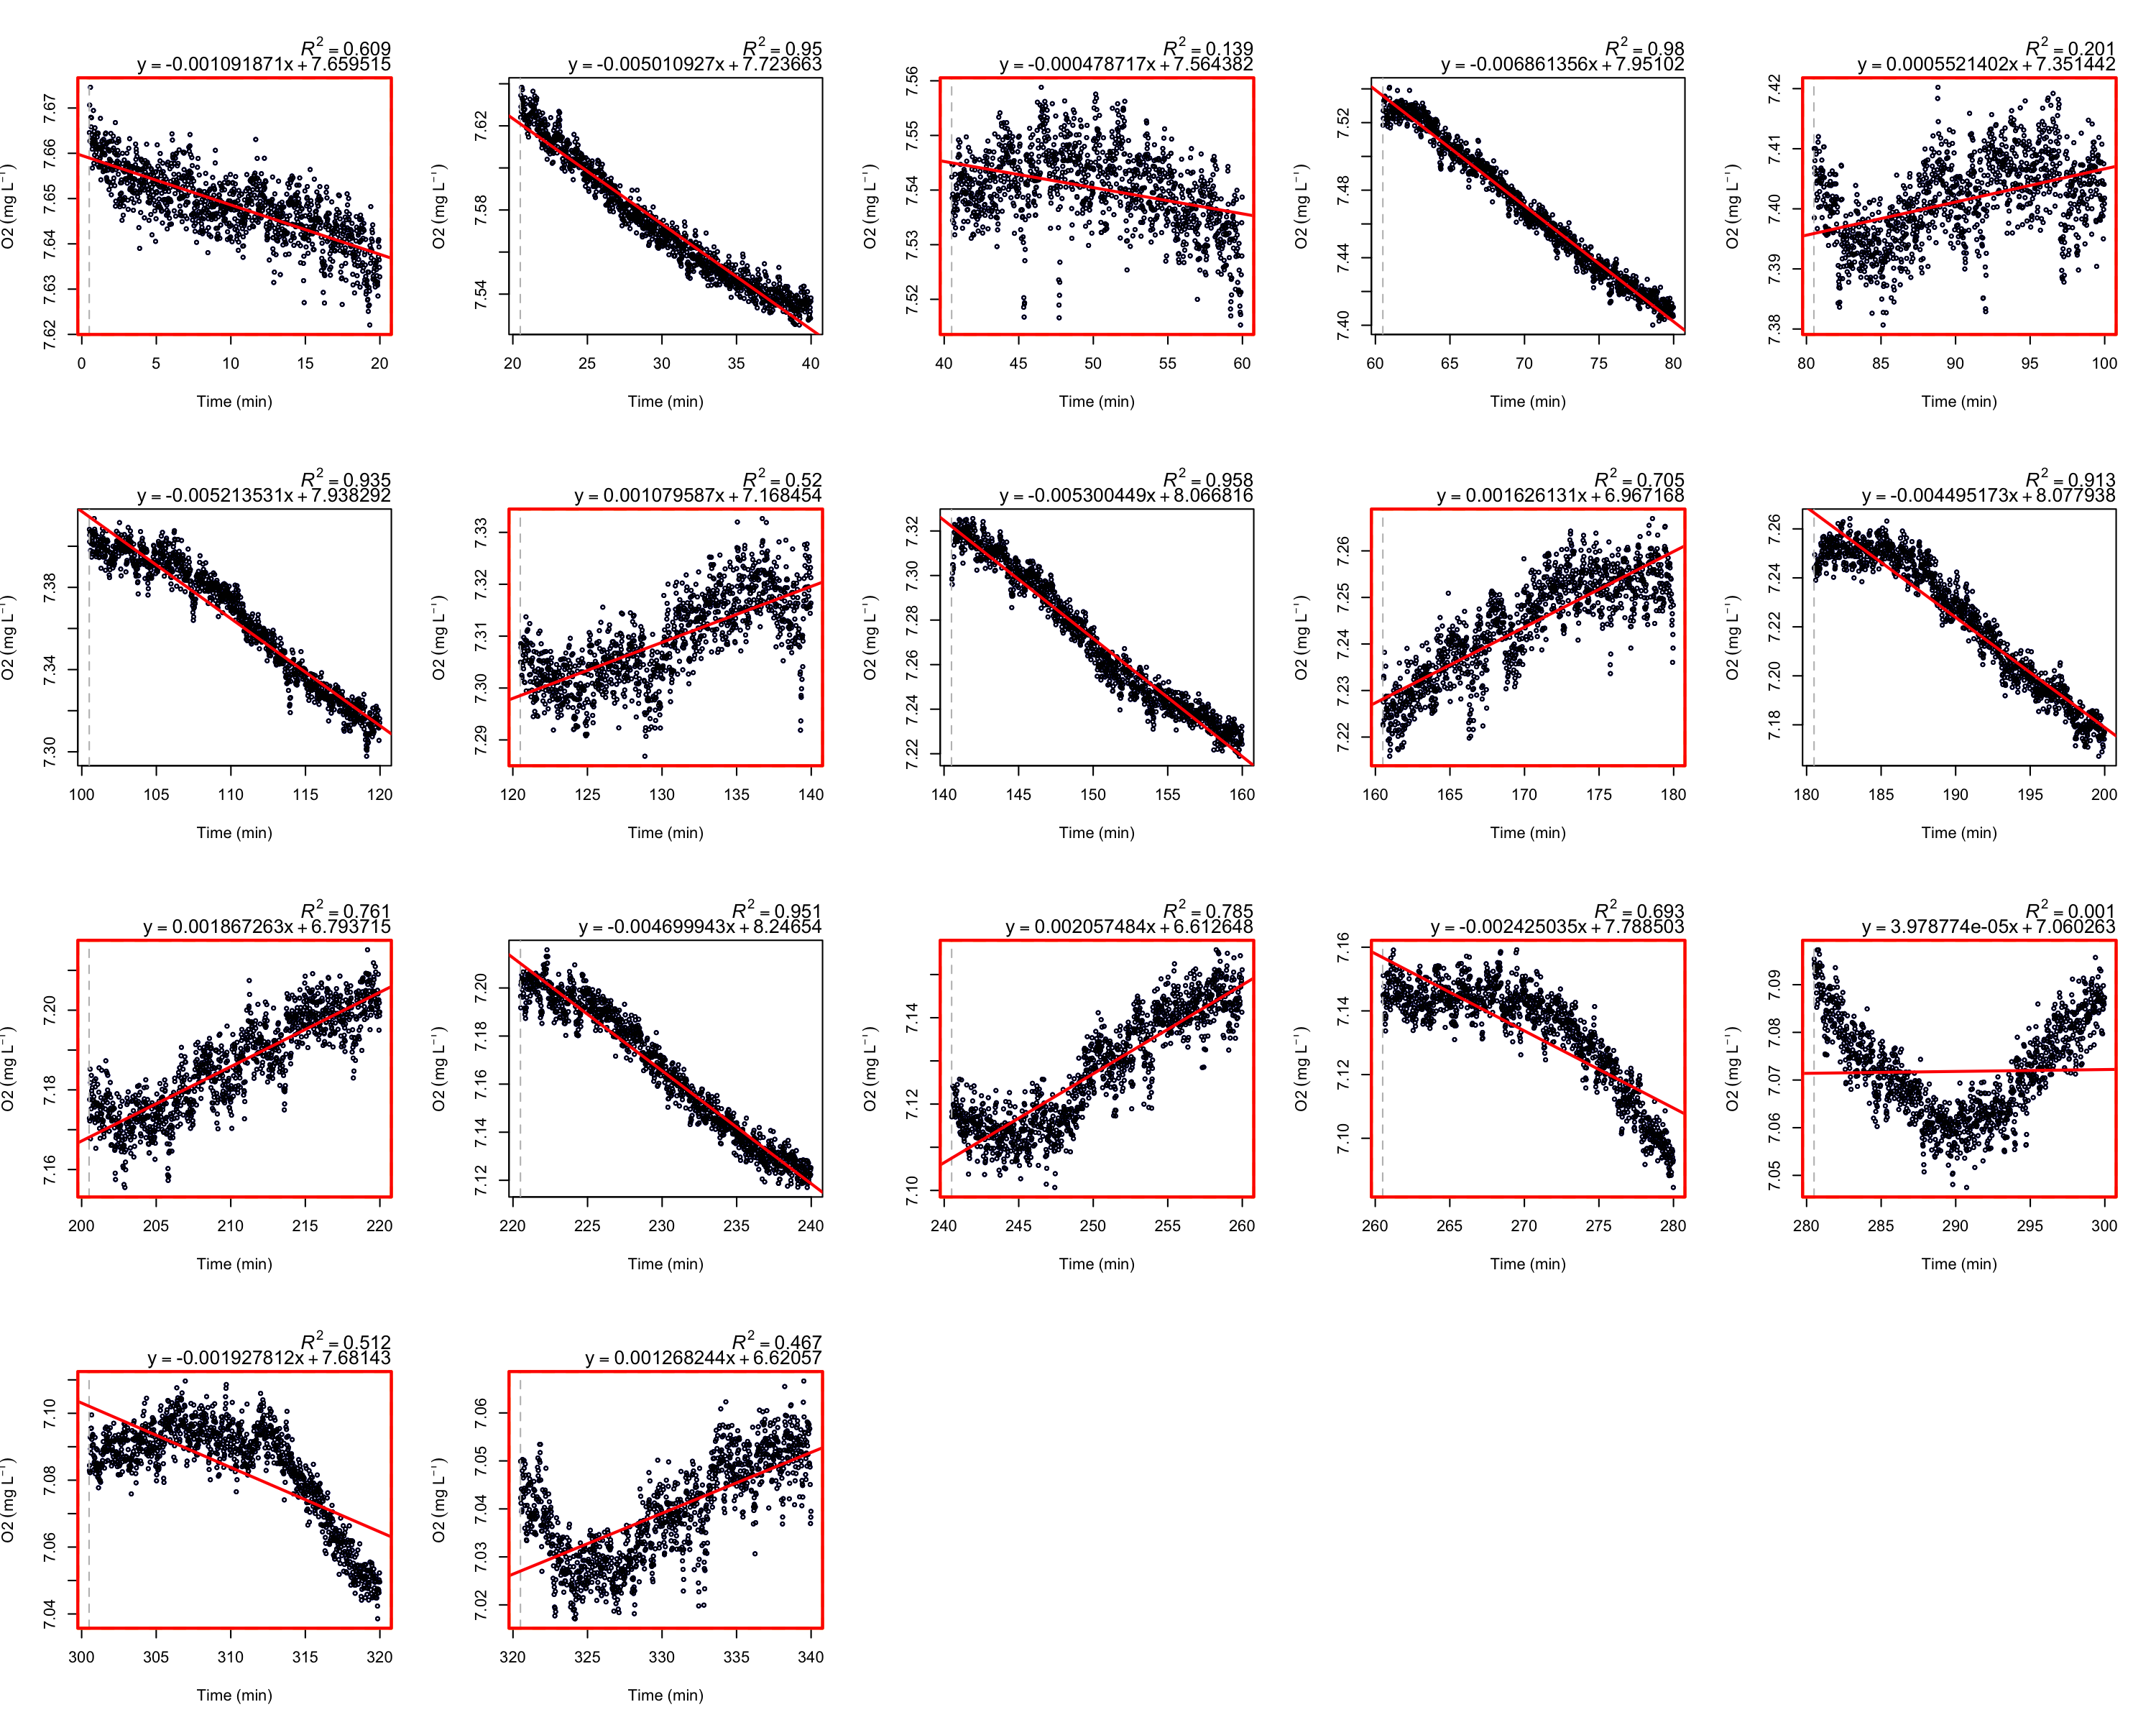 R² = 0.609
y = -0.001091871x + 7.659515
O2 (mg L⁻¹)
7.62 7.63 7.64 7.65 7.66 7.67
0 5 10 15 20
Time (min)
R² = 0.95
y = -0.005010927x + 7.723663
O2 (mg L⁻¹)
7.54 7.58 7.62
20 25 30 35 40
Time (min)
R² = 0.139
y = -0.000478717x + 7.564382
O2 (mg L⁻¹)
7.52 7.53 7.54 7.55 7.56
40 45 50 55 60
Time (min)
R² = 0.98
y = -0.006861356x + 7.95102
O2 (mg L⁻¹)
7.40 7.44 7.48 7.52
60 65 70 75 80
Time (min)
R² = 0.201
y = 0.0005521402x + 7.351442
O2 (mg L⁻¹)
7.38 7.39 7.40 7.41 7.42
80 85 90 95 100
Time (min)
R² = 0.935
y = -0.005213531x + 7.938292
O2 (mg L⁻¹)
7.30 7.34 7.38
100 105 110 115 120
Time (min)
R² = 0.52
y = 0.001079587x + 7.168454
O2 (mg L⁻¹)
7.29 7.30 7.31 7.32 7.33
120 125 130 135 140
Time (min)
R² = 0.958
y = -0.005300449x + 8.066816
O2 (mg L⁻¹)
7.22 7.24 7.26 7.28 7.30 7.32
140 145 150 155 160
Time (min)
R² = 0.705
y = 0.001626131x + 6.967168
O2 (mg L⁻¹)
7.22 7.23 7.24 7.25 7.26
160 165 170 175 180
Time (min)
R² = 0.913
y = -0.004495173x + 8.077938
O2 (mg L⁻¹)
7.18 7.20 7.22 7.24 7.26
180 185 190 195 200
Time (min)
R² = 0.761
y = 0.001867263x + 6.793715
O2 (mg L⁻¹)
7.16 7.18 7.20
200 205 210 215 220
Time (min)
R² = 0.951
y = -0.004699943x + 8.24654
O2 (mg L⁻¹)
7.12 7.14 7.16 7.18 7.20
220 225 230 235 240
Time (min)
R² = 0.785
y = 0.002057484x + 6.612648
O2 (mg L⁻¹)
7.10 7.12 7.14
240 245 250 255 260
Time (min)
R² = 0.693
y = -0.002425035x + 7.788503
O2 (mg L⁻¹)
7.10 7.12 7.14 7.16
260 265 270 275 280
Time (min)
R² = 0.001
y = 3.978774e-05x + 7.060263
O2 (mg L⁻¹)
7.05 7.06 7.07 7.08 7.09
280 285 290 295 300
Time (min)
R² = 0.512
y = -0.001927812x + 7.68143
O2 (mg L⁻¹)
7.04 7.06 7.08 7.10
300 305 310 315 320
Time (min)
R² = 0.467
y = 0.001268244x + 6.62057
O2 (mg L⁻¹)
7.02 7.03 7.04 7.05 7.06
320 325 330 335 340
Time (min)